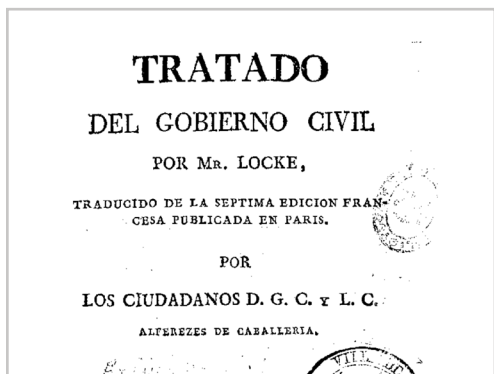 TRATADO
DEL GOBIERNO CIVIL
POR MR. LOCKE,
TRADUCIDO DE LA SEPTIMA EDICION FRAN-
CESA PUBLICADA EN PARIS.
POR
LOS CIUDADANOS D. G. C. Y L. C.
ALFEREZES DE CABALLERIA.